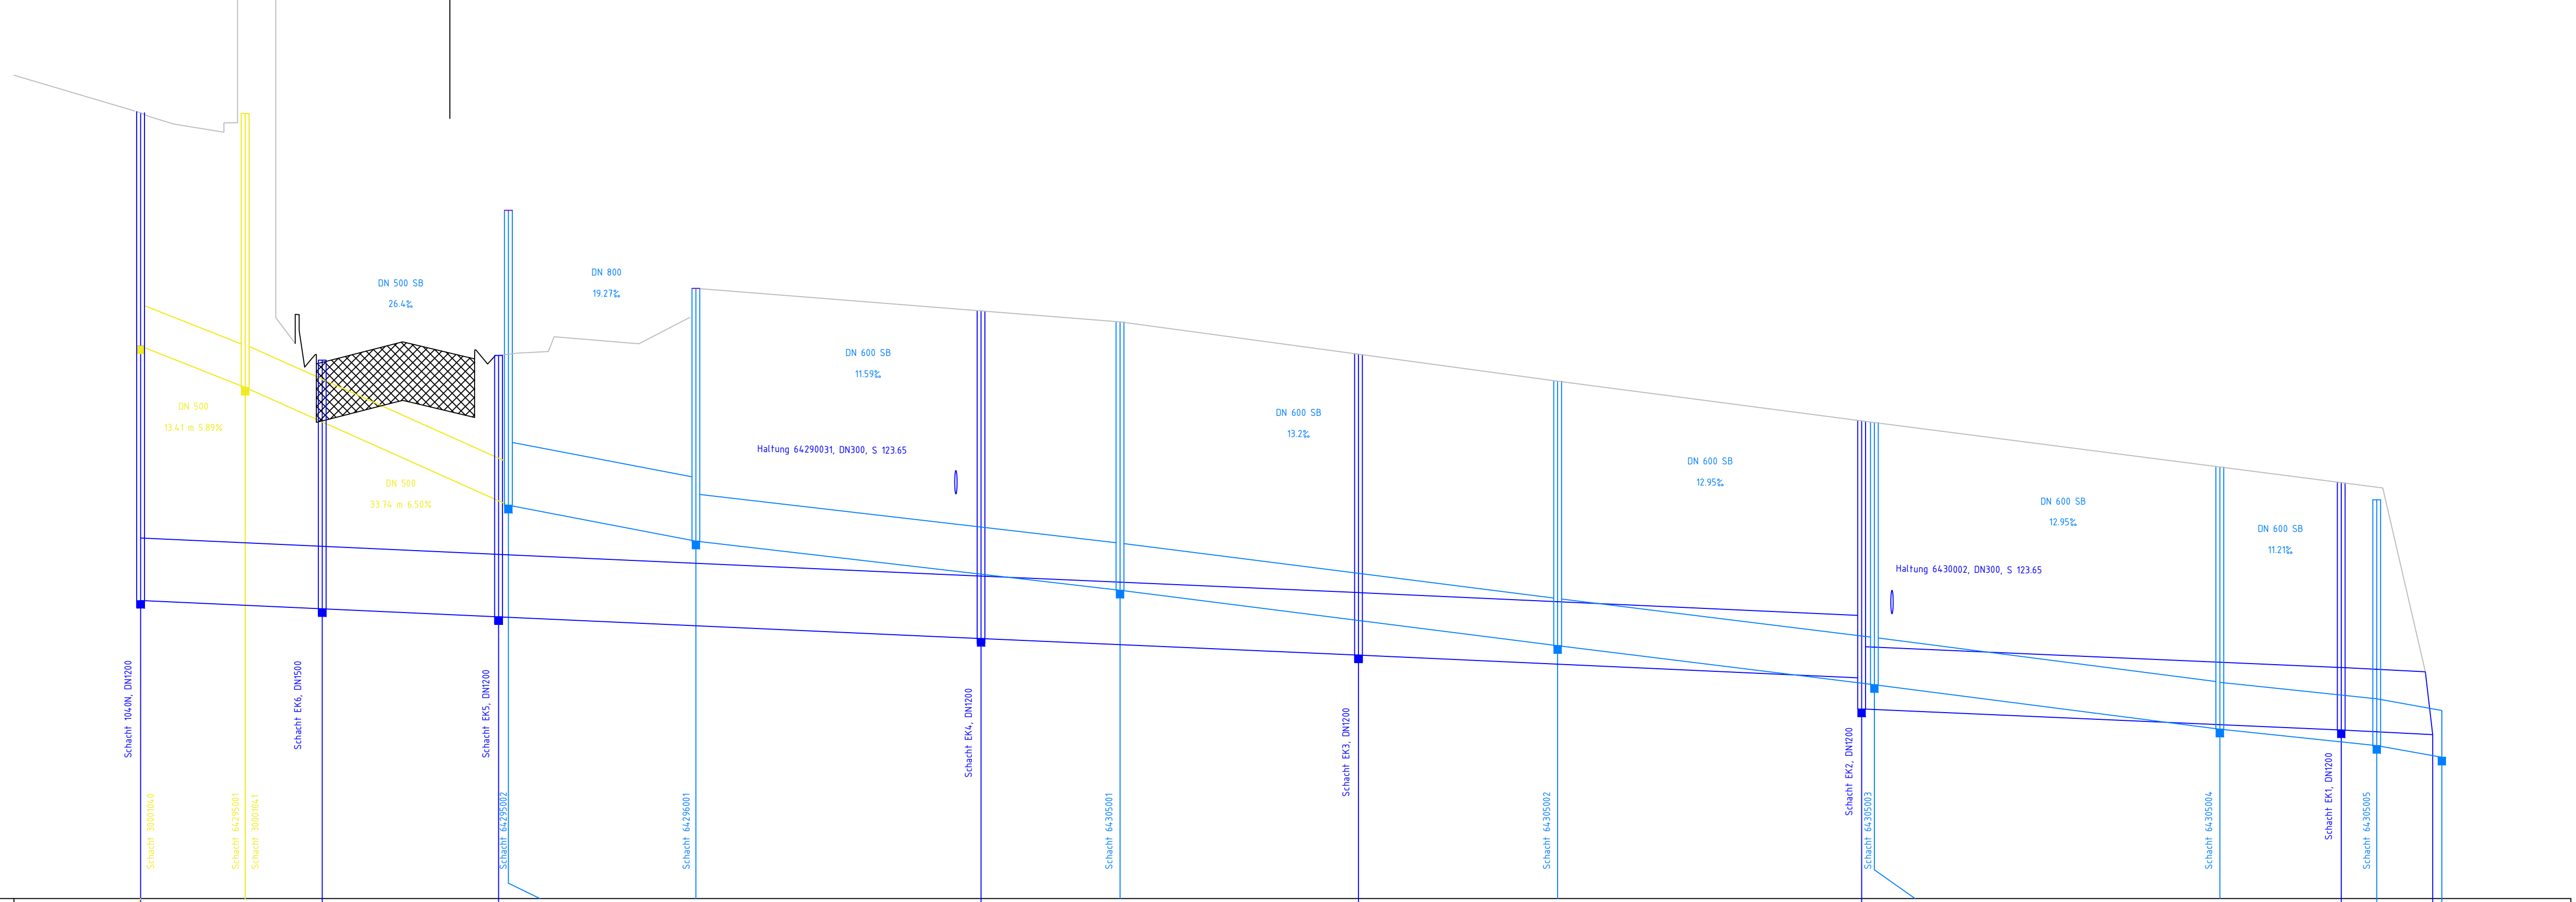 DN 500 SB
26.4‰
DN 800
19.27‰
DN 600 SB
11.59‰
DN 600 SB
13.2‰
DN 600 SB
12.95‰
DN 600 SB
12.95‰
DN 600 SB
11.21‰
DN 500
13.41 m 5.89%
DN 500
33.74 m 6.50%
Haltung 64290031, DN300, S 123.65
Haltung 6430002, DN300, S 123.65
Schacht 1040N, DN1200
Schacht 30801040
Schacht 64295001
Schacht 30801041
Schacht EK6, DN1500
Schacht EK5, DN1200
Schacht 64295002
Schacht 64296001
Schacht EK4, DN1200
Schacht 64305001
Schacht EK3, DN1200
Schacht 64305002
Schacht EK2, DN1200
Schacht 64305003
Schacht 64305004
Schacht EK1, DN1200
Schacht 64305005